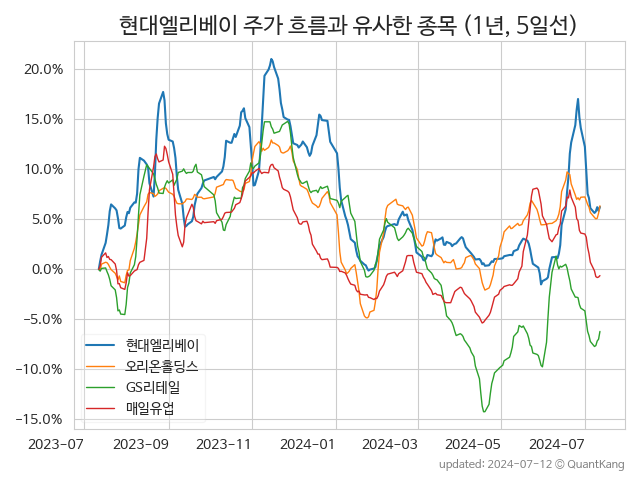 현대엘리베이 주가 흐름과 유사한 종목 (1년, 5일선)
20.0%
15.0%
10.0%
5.0%
0.0%
−5.0%
−10.0%
−15.0%
현대엘리베이
오리온홀딩스
GS리테일
매일유업
2023-07 2023-09 2023-11 2024-01 2024-03 2024-05 2024-07
updated: 2024-07-12 © QuantKang